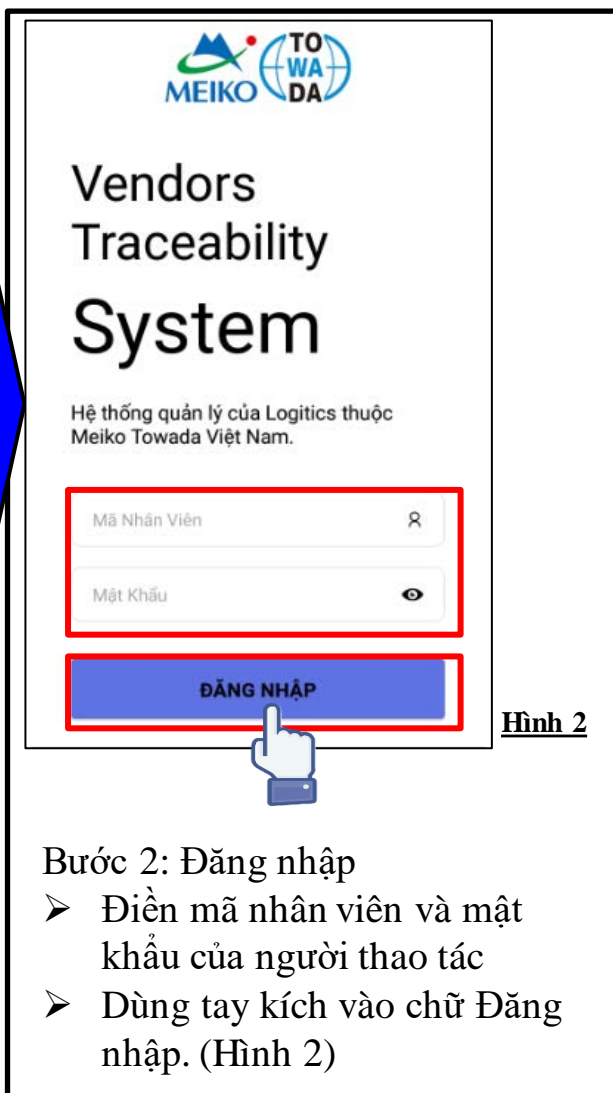 MEIKO
TO
WA
DA
Vendors
Traceability
System
Hệ thống quản lý của Logitics thuộc
Meiko Towada Việt Nam.
Mã Nhân Viên
Mật Khẩu
ĐĂNG NHẬP
Hình 2
Bước 2: Đăng nhập
➢ Điền mã nhân viên và mật
khẩu của người thao tác
➢ Dùng tay kích vào chữ Đăng
nhập. (Hình 2)